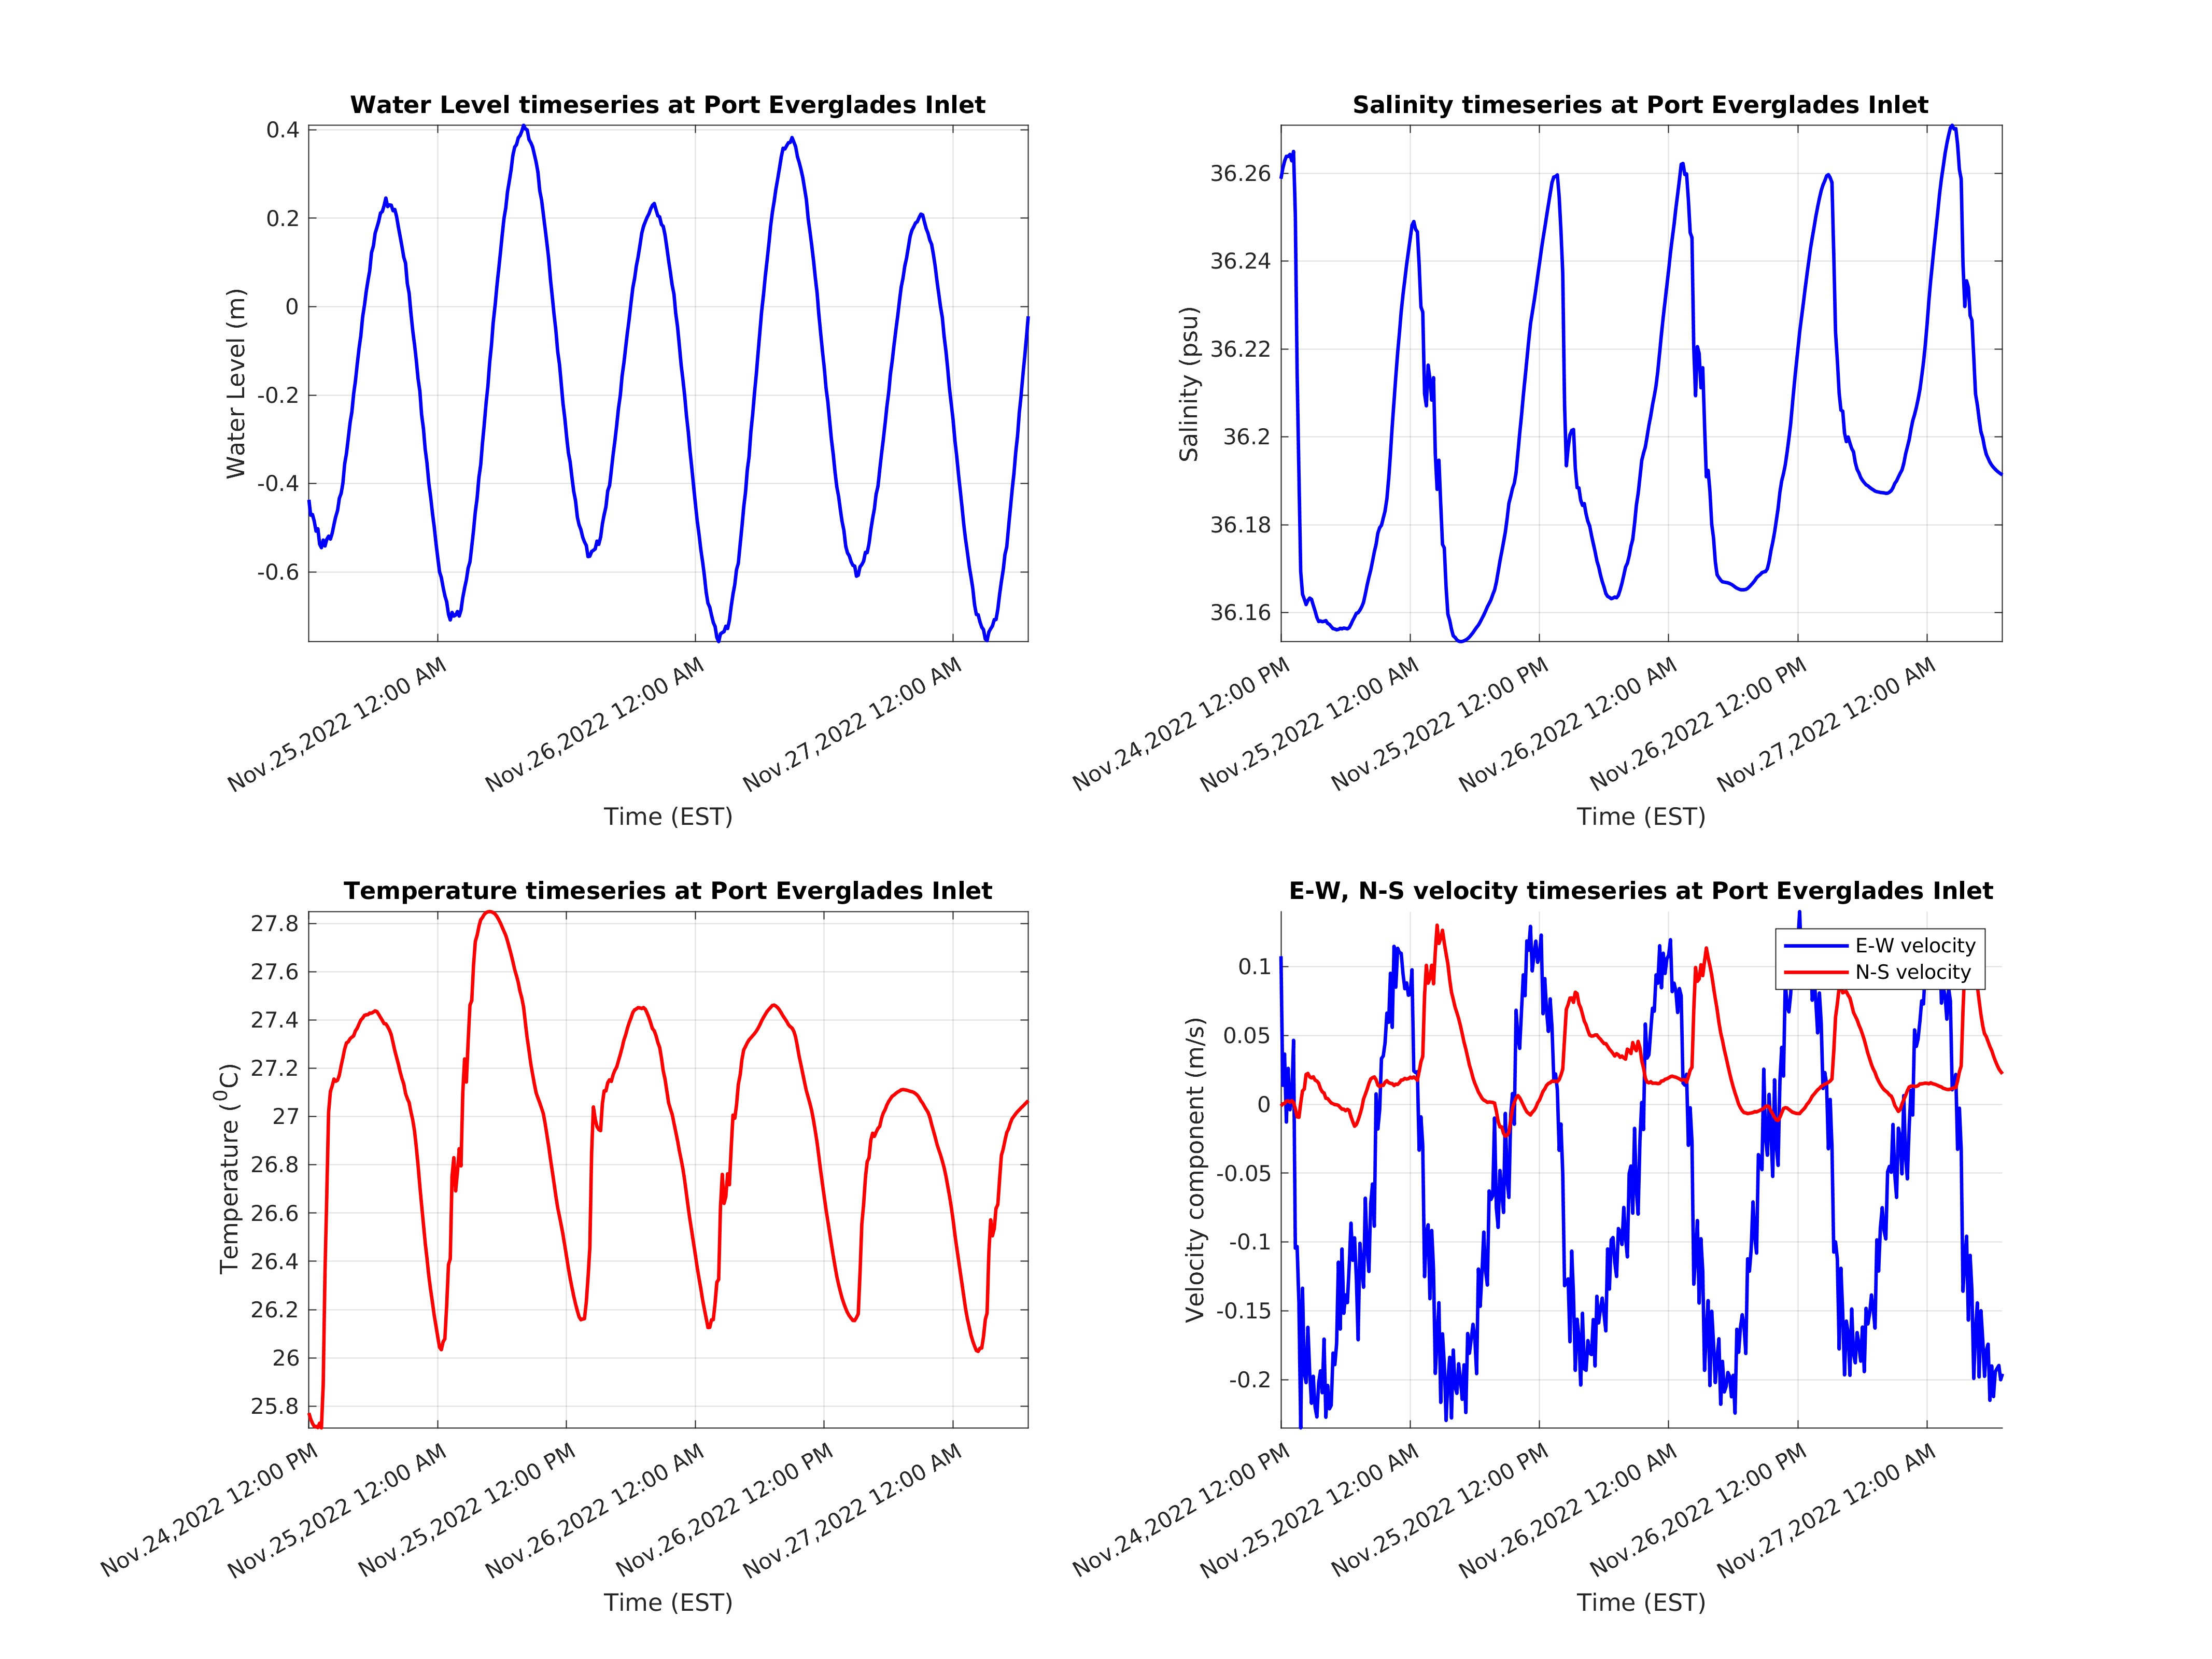 Water Level timeseries at Port Everglades Inlet
Water Level (m)
0.4
0.2
0
-0.2
-0.4
-0.6
Nov.25,2022 12:00 AM
Nov.26,2022 12:00 AM
Nov.27,2022 12:00 AM
Time (EST)
Salinity timeseries at Port Everglades Inlet
Salinity (psu)
36.26
36.24
36.22
36.2
36.18
36.16
Nov.24,2022 12:00 PM
Nov.25,2022 12:00 AM
Nov.25,2022 12:00 PM
Nov.26,2022 12:00 AM
Nov.26,2022 12:00 PM
Nov.27,2022 12:00 AM
Time (EST)
Temperature timeseries at Port Everglades Inlet
Temperature (⁰C)
27.8
27.6
27.4
27.2
27
26.8
26.6
26.4
26.2
26
25.8
Nov.24,2022 12:00 PM
Nov.25,2022 12:00 AM
Nov.25,2022 12:00 PM
Nov.26,2022 12:00 AM
Nov.26,2022 12:00 PM
Nov.27,2022 12:00 AM
Time (EST)
E-W, N-S velocity timeseries at Port Everglades Inlet
Velocity component (m/s)
E-W velocity
N-S velocity
0.1
0.05
0
-0.05
-0.1
-0.15
-0.2
Nov.24,2022 12:00 PM
Nov.25,2022 12:00 AM
Nov.25,2022 12:00 PM
Nov.26,2022 12:00 AM
Nov.26,2022 12:00 PM
Nov.27,2022 12:00 AM
Time (EST)